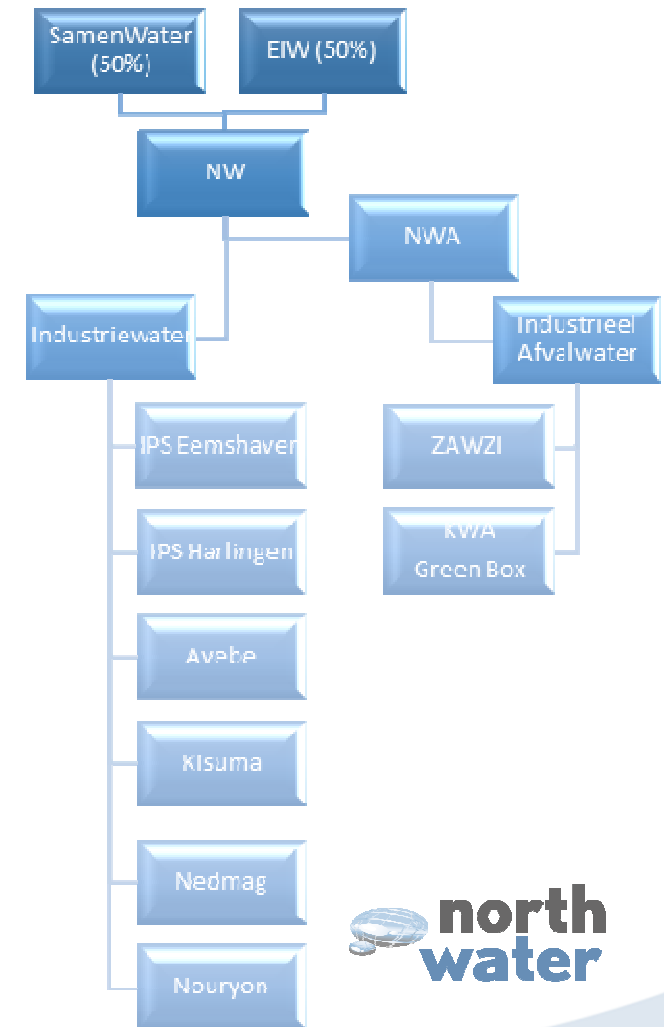 SamenWater
(50%)
EIW (50%)
NW
NWA
Industriewater
Industrieel
Afvalwater
IPS Eemshaven
ZAWZI
IPS Harlingen
KWA
Green Box
Avebe
Kisuma
Nedmag
Nouryon
north
water